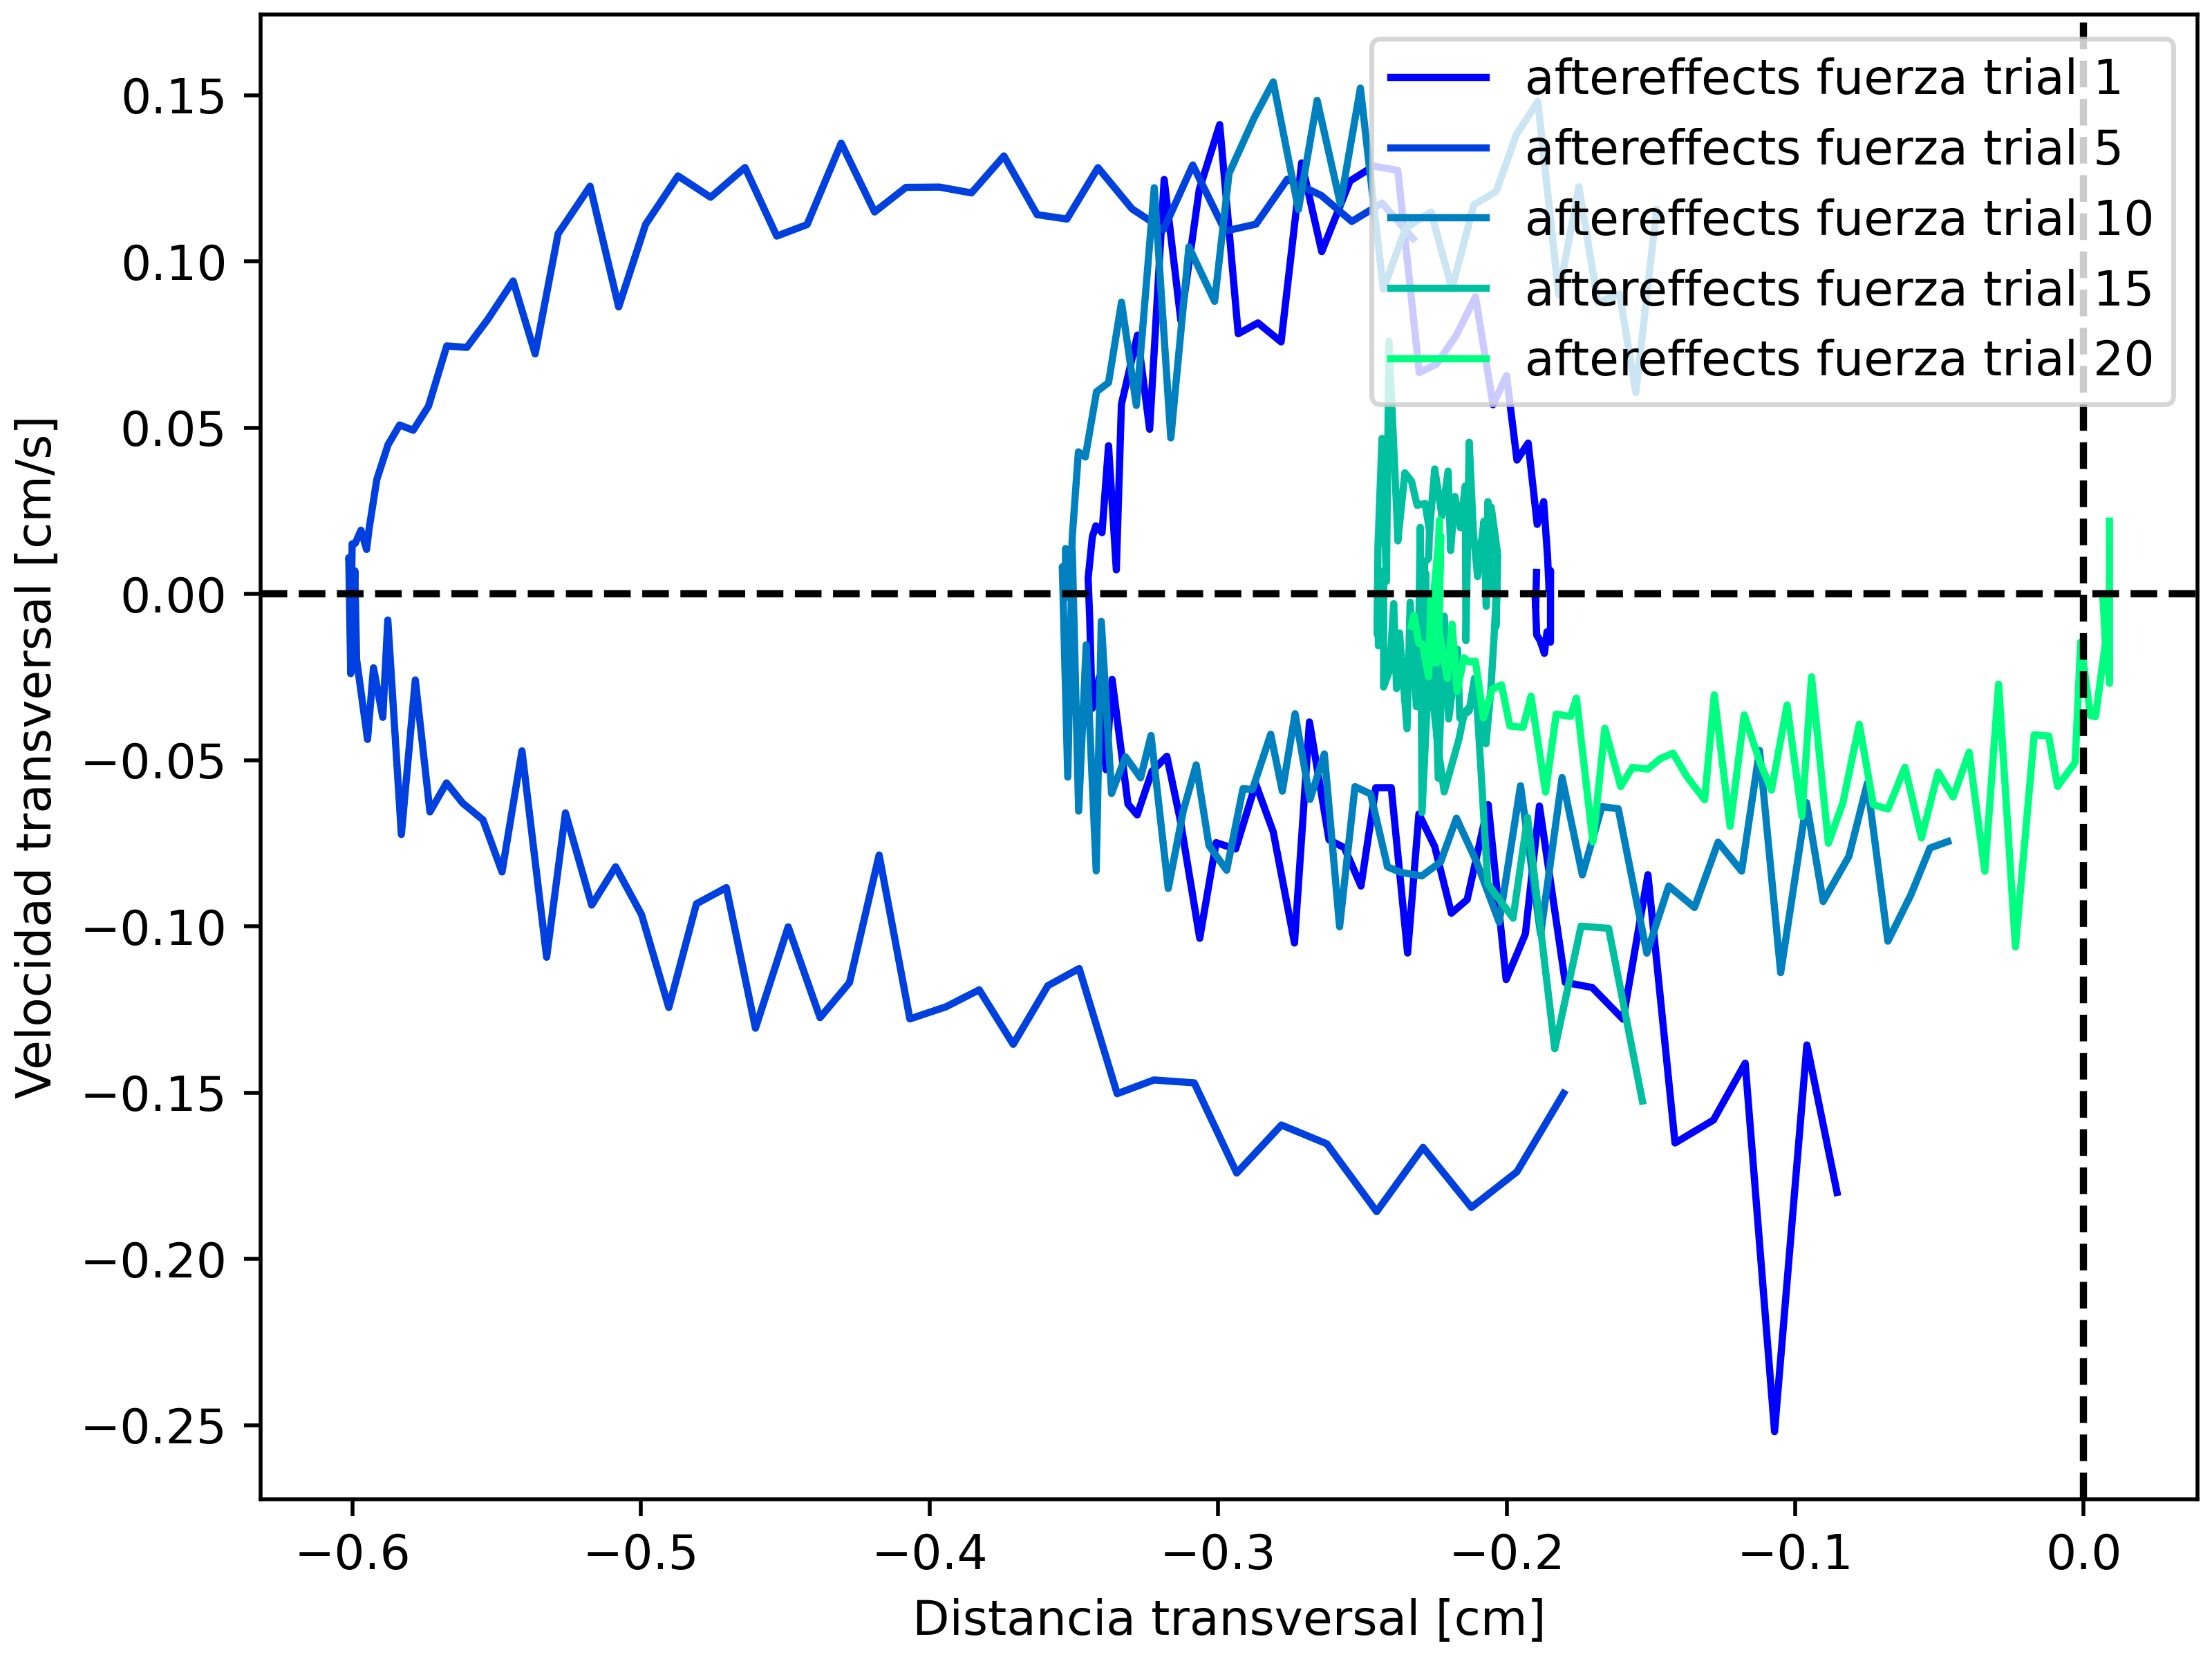 aftereffects fuerza trial 1
aftereffects fuerza trial 5
aftereffects fuerza trial 10
aftereffects fuerza trial 15
aftereffects fuerza trial 20
0.15
0.10
0.05
0.00
−0.05
−0.10
−0.15
−0.20
−0.25
Velocidad transversal [cm/s]
−0.6 −0.5 −0.4 −0.3 −0.2 −0.1 0.0
Distancia transversal [cm]